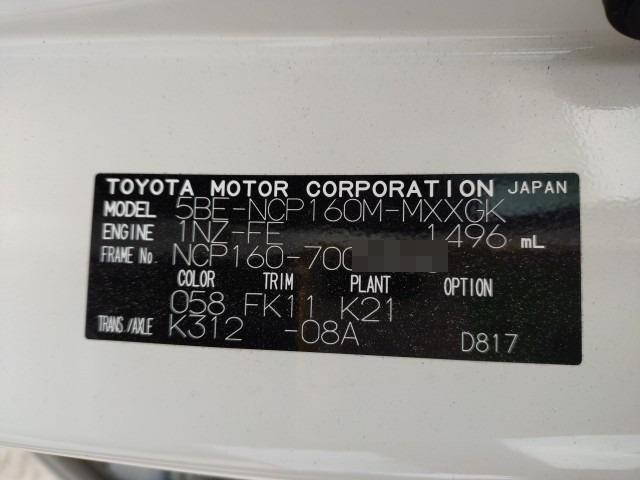 TOYOTA MOTOR CORPORATION JAPAN
MODEL 5BE-NCP160M-MXXGK
ENGINE 1NZ-FE 1496 mL
FRAME No. NCP160-700
COLOR TRIM PLANT OPTION
058 FK11 K21
TRANS./AXLE K312 -08A
D817